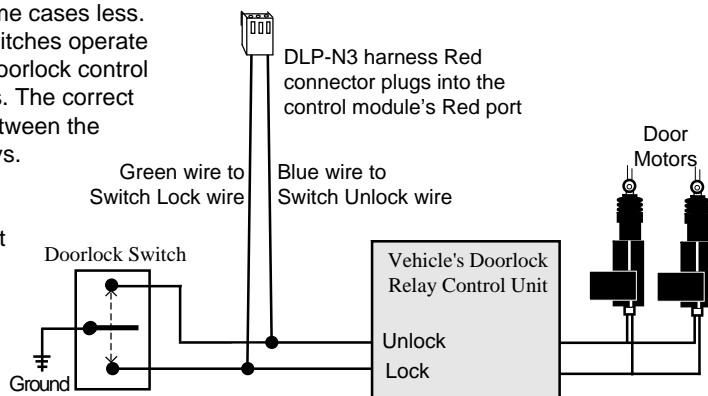 me cases less.
itches operate
oorlock control
s. The correct
etween the
ys.
t
DLP-N3 harness Red
connector plugs into the
control module's Red port
Green wire to
Switch Lock wire
Blue wire to
Switch Unlock wire
Door
Motors
Doorlock Switch
Ground
Vehicle's Doorlock
Relay Control Unit
Unlock
Lock